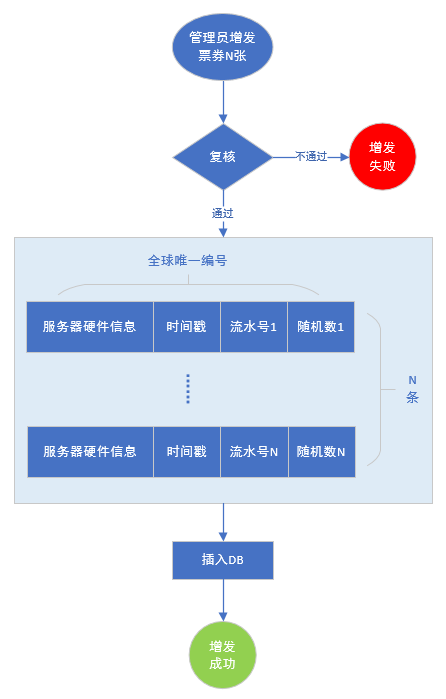 管理员增发
票券N张
复核
不通过
增发
失败
通过
全球唯一编号
服务器硬件信息 时间戳 流水号1 随机数1
N
条
服务器硬件信息 时间戳 流水号N 随机数N
插入DB
增发
成功